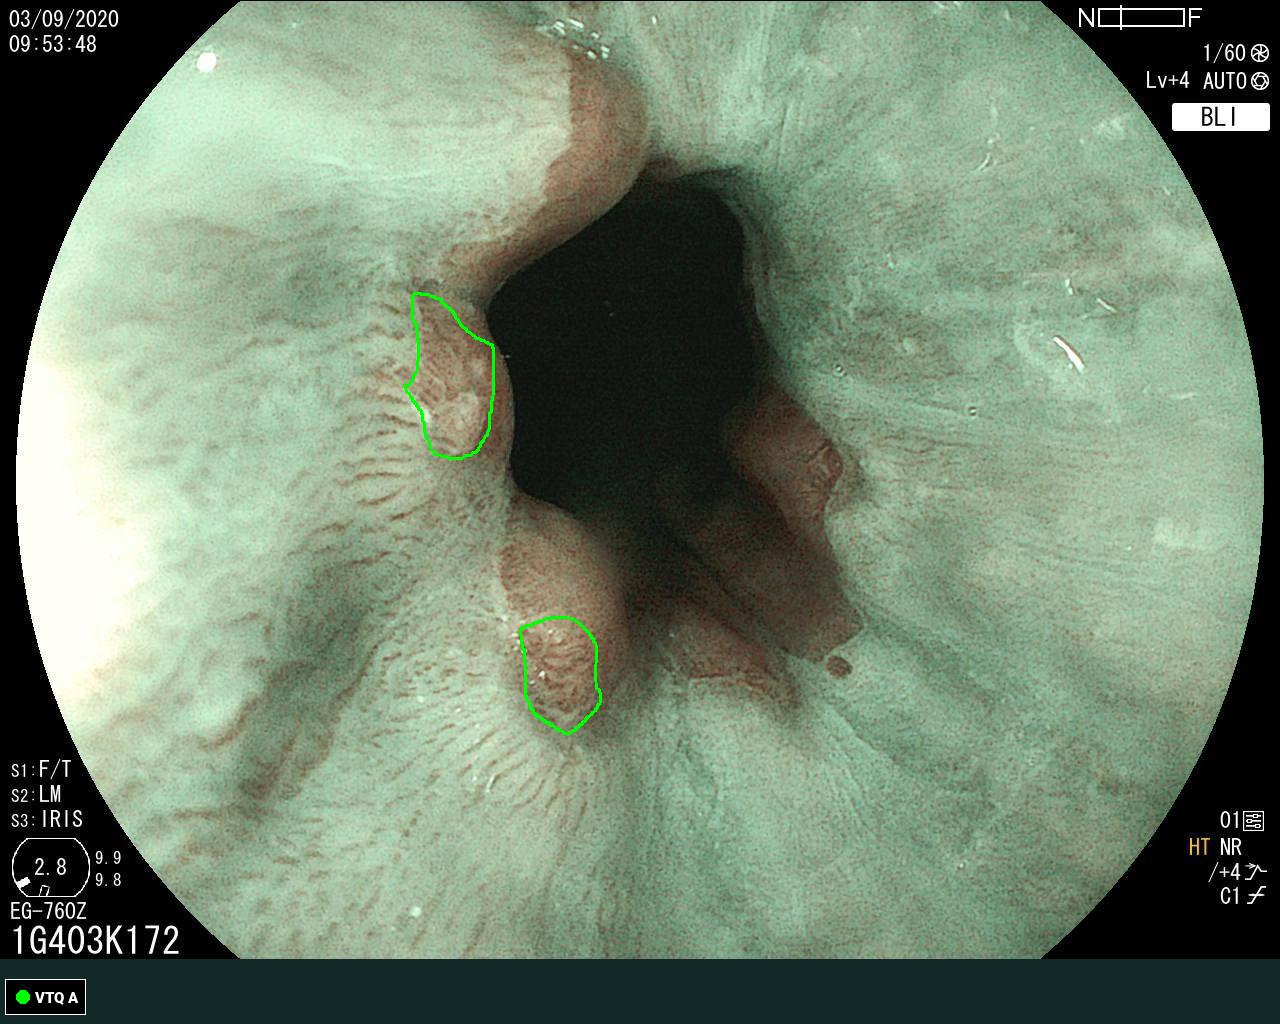 03/09/2020
09:53:48
N F
1/60
Lv+4 AUTO
BLI
S1:F/T
S2:LM
S3:IRIS
2.8
9.9
9.8
EG-760Z
1G403K172
01
HT NR
/+4
C1
VTQ A